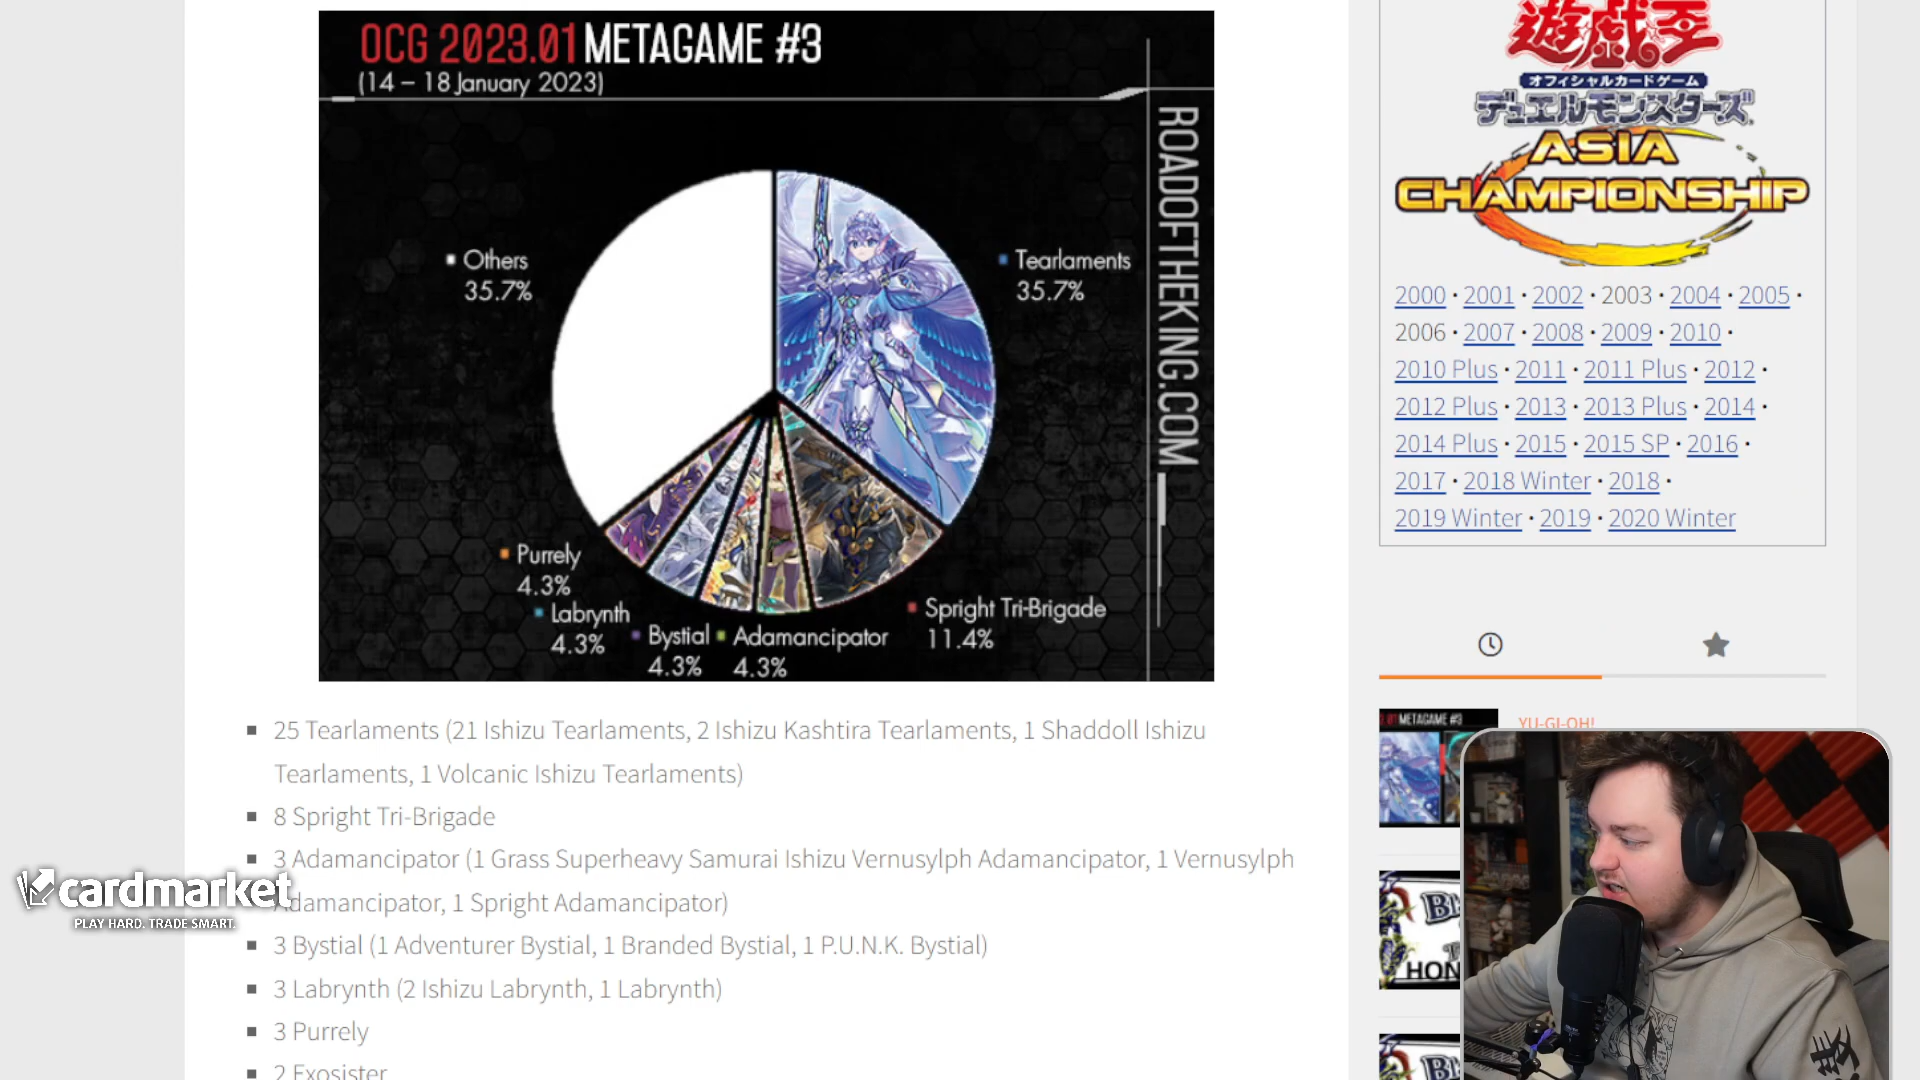 OCG 2023.01 METAGAME #3
(14 – 18 January 2023)
ROADOFTHEKING.COM
Others
35.7%
Tearlaments
35.7%
Purrely
4.3%
Labrynth
4.3%
Bystial
4.3%
Adamancipator
4.3%
Spright Tri-Brigade
11.4%
25 Tearlaments (21 Ishizu Tearlaments, 2 Ishizu Kashtira Tearlaments, 1 Shaddoll Ishizu
Tearlaments, 1 Volcanic Ishizu Tearlaments)
8 Spright Tri-Brigade
3 Adamancipator (1 Grass Superheavy Samurai Ishizu Vernusylph Adamancipator, 1 Vernusylph
Adamancipator, 1 Spright Adamancipator)
3 Bystial (1 Adventurer Bystial, 1 Branded Bystial, 1 P.U.N.K. Bystial)
3 Labrynth (2 Ishizu Labrynth, 1 Labrynth)
3 Purrely
2 Exosister
cardmarket
PLAY HARD. TRADE SMART.
遊戯王
オフィシャルカードゲーム
デュエルモンスターズ
ASIA
CHAMPIONSHIP
2000 · 2001 · 2002 · 2003 · 2004 · 2005 ·
2006 · 2007 · 2008 · 2009 · 2010 ·
2010 Plus · 2011 · 2011 Plus · 2012 ·
2012 Plus · 2013 · 2013 Plus · 2014 ·
2014 Plus · 2015 · 2015 SP · 2016 ·
2017 · 2018 Winter · 2018 ·
2019 Winter · 2019 · 2020 Winter
METAGAME #3
YU-GI-OH!
HON